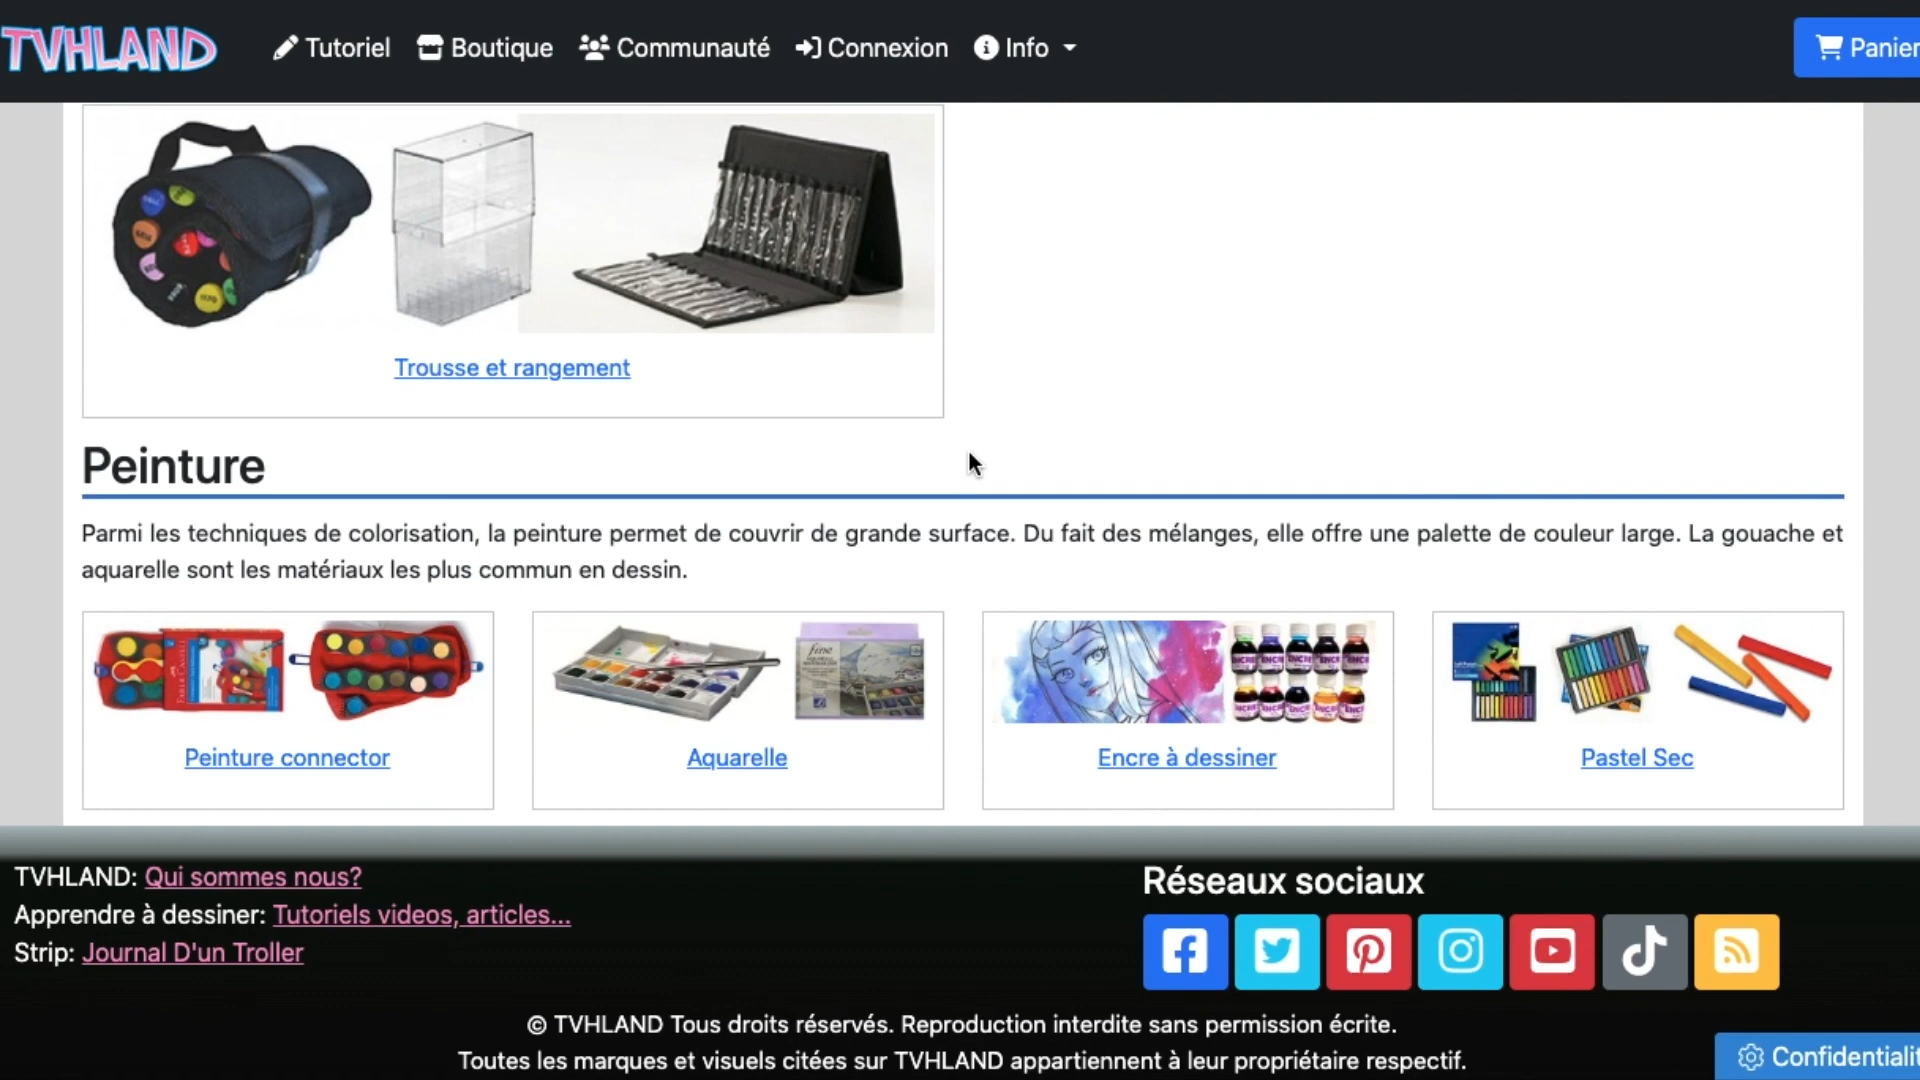 TVHLAND
Tutoriel
Boutique
Communauté
Connexion
Info
Panier
Trousse et rangement
Peinture
Parmi les techniques de colorisation, la peinture permet de couvrir de grande surface. Du fait des mélanges, elle offre une palette de couleur large. La gouache et
aquarelle sont les matériaux les plus commun en dessin.
Peinture connector
Aquarelle
Encre à dessiner
Pastel Sec
TVHLAND: Qui sommes nous?
Apprendre à dessiner: Tutoriels videos, articles...
Strip: Journal D'un Troller
Réseaux sociaux
© TVHLAND Tous droits réservés. Reproduction interdite sans permission écrite.
Toutes les marques et visuels citées sur TVHLAND appartiennent à leur propriétaire respectif.
Confidentialit